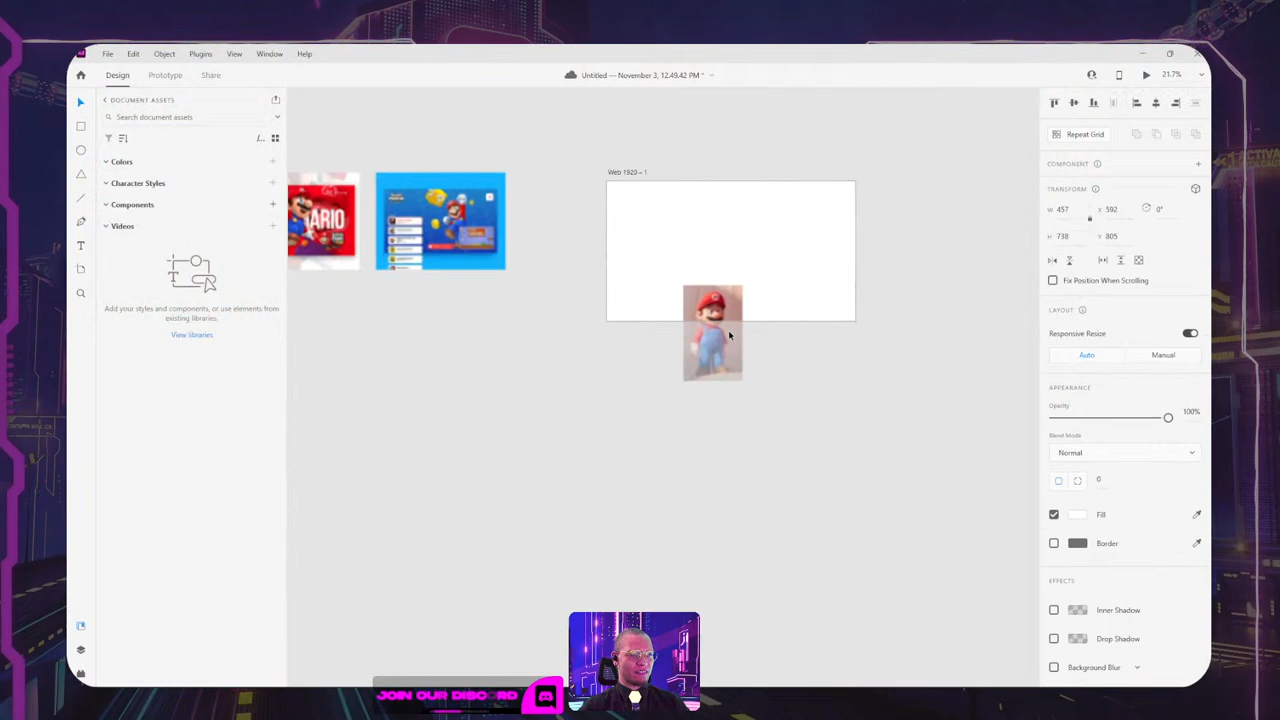 File Edit Object Plugins View Window Help
Design Prototype Share
Untitled — November 3, 12.49.42 PM *
21.7%
DOCUMENT ASSETS
Search document assets
Colors
Character Styles
Components
Videos
Add your styles and components, or use elements from
existing libraries.
View libraries
Web 1920 – 1
Repeat Grid
COMPONENT
TRANSFORM
W 457 X 592 0°
H 738 Y 805
Fix Position When Scrolling
LAYOUT
Responsive Resize
Auto Manual
APPEARANCE
Opacity
100%
Blend Mode
Normal
0
Fill
Border
EFFECTS
Inner Shadow
Drop Shadow
Background Blur
JOIN OUR DISCORD